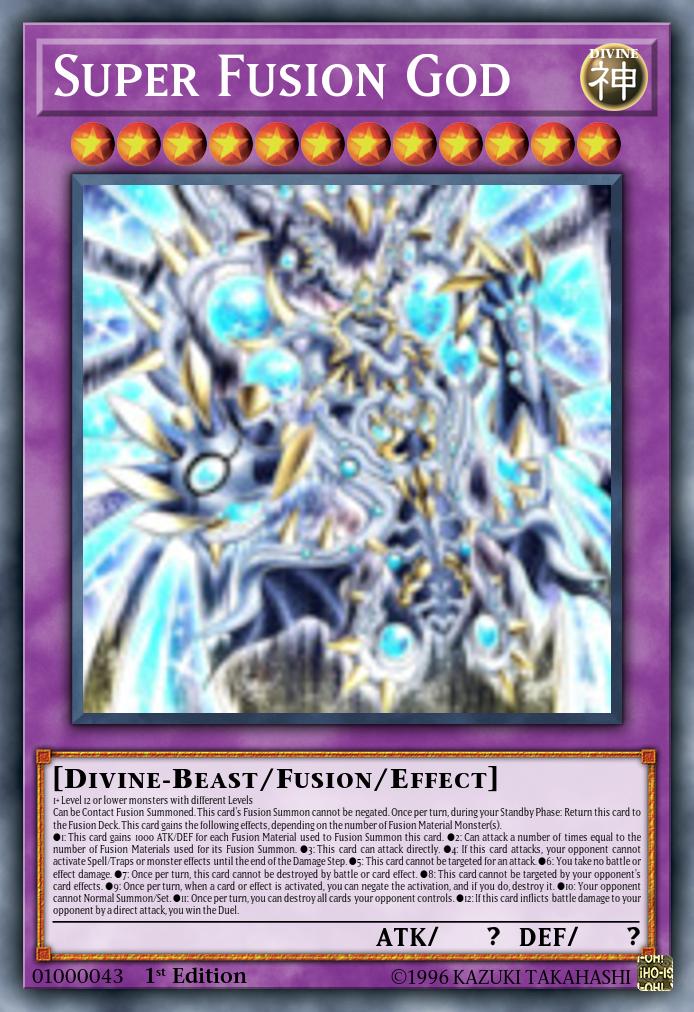 SUPER FUSION GOD
DIVINE
神
[DIVINE-BEAST/FUSION/EFFECT]
1+ Level 12 or lower monsters with different Levels
Can be Contact Fusion Summoned. This card's Fusion Summon cannot be negated. Once per turn, during your Standby Phase: Return this card to
the Fusion Deck. This card gains the following effects, depending on the number of Fusion Material Monster(s).
●1: This card gains 1000 ATK/DEF for each Fusion Material used to Fusion Summon this card. ●2: Can attack a number of times equal to the
number of Fusion Materials used for its Fusion Summon. ●3: This card can attack directly. ●4: If this card attacks, your opponent cannot
activate Spell/Traps or monster effects until the end of the Damage Step. ●5: This card cannot be targeted for an attack. ●6: You take no battle or
effect damage. ●7: Once per turn, this card cannot be destroyed by battle or card effect. ●8: This card cannot be targeted by your opponent's
card effects. ●9: Once per turn, when a card or effect is activated, you can negate the activation, and if you do, destroy it. ●10: Your opponent
cannot Normal Summon/Set. ●11: Once per turn, you can destroy all cards your opponent controls. ●12: If this card inflicts battle damage to your
opponent by a direct attack, you win the Duel.
ATK/ ? DEF/ ?
01000043 1st Edition ©1996 KAZUKI TAKAHASHI